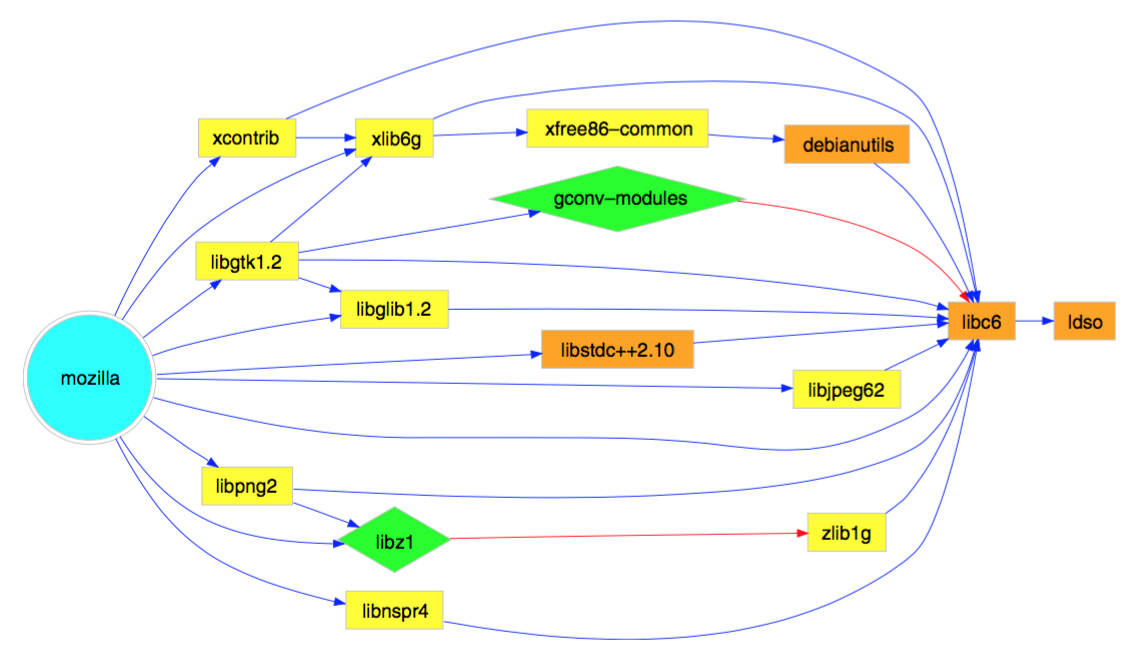 xcontrib
xlib6g
xfree86–common
debianutils
gconv–modules
libgtk1.2
libglib1.2
libc6
ldso
libstdc++2.10
mozilla
libjpeg62
libpng2
libz1
zlib1g
libnspr4